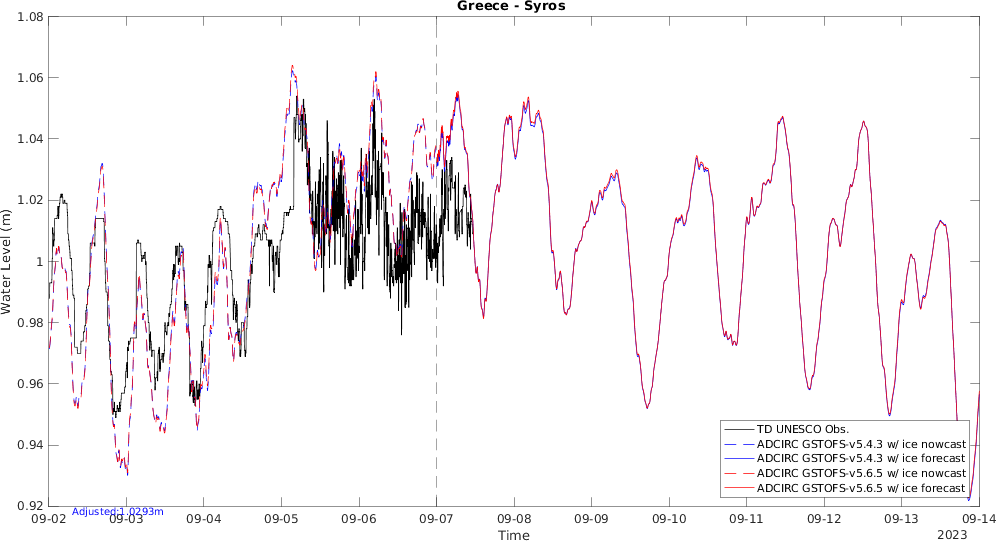 Greece - Syros
1.08
1.06
1.04
1.02
1
0.98
0.96
0.94
0.92
Water Level (m)
TD UNESCO Obs.
ADCIRC GSTOFS-v5.4.3 w/ ice nowcast
ADCIRC GSTOFS-v5.4.3 w/ ice forecast
ADCIRC GSTOFS-v5.6.5 w/ ice nowcast
ADCIRC GSTOFS-v5.6.5 w/ ice forecast
Adjusted:1.0293m
09-02 09-03 09-04 09-05 09-06 09-07 09-08 09-09 09-10 09-11 09-12 09-13 09-14
Time
2023